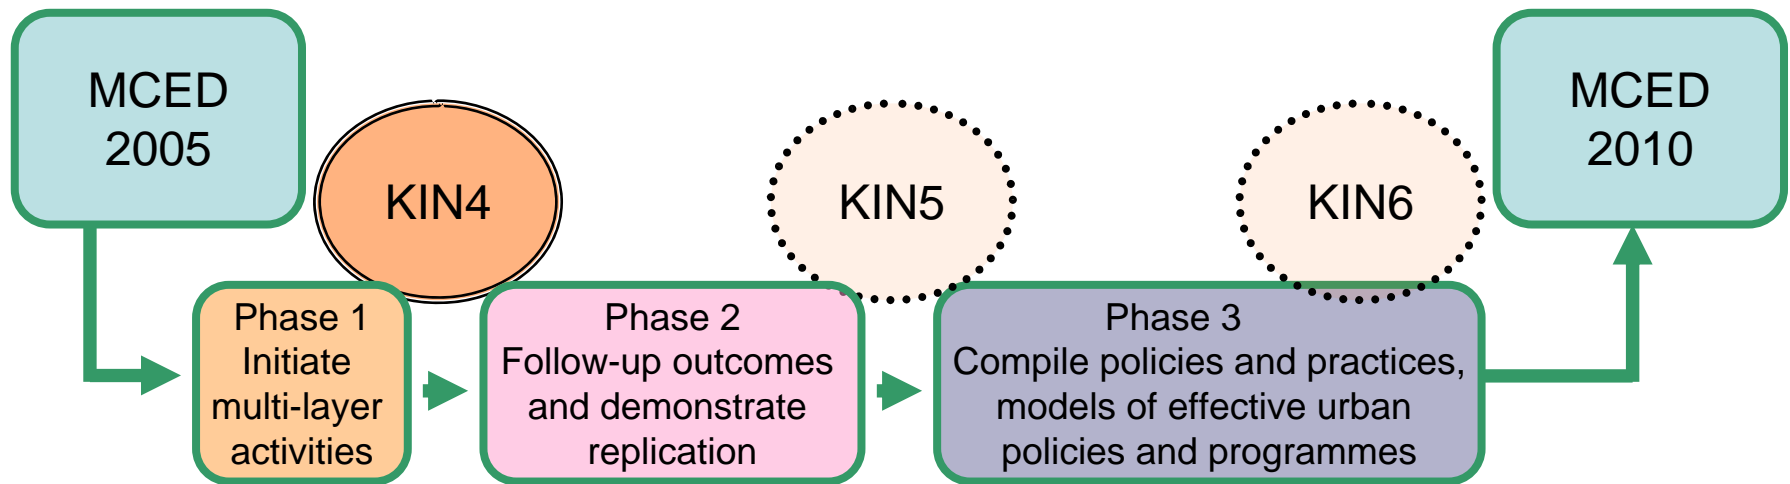 MCED
2005
KIN4
KIN5
KIN6
MCED
2010
Phase 1
Initiate
multi-layer
activities
Phase 2
Follow-up outcomes
and demonstrate
replication
Phase 3
Compile policies and practices,
models of effective urban
policies and programmes